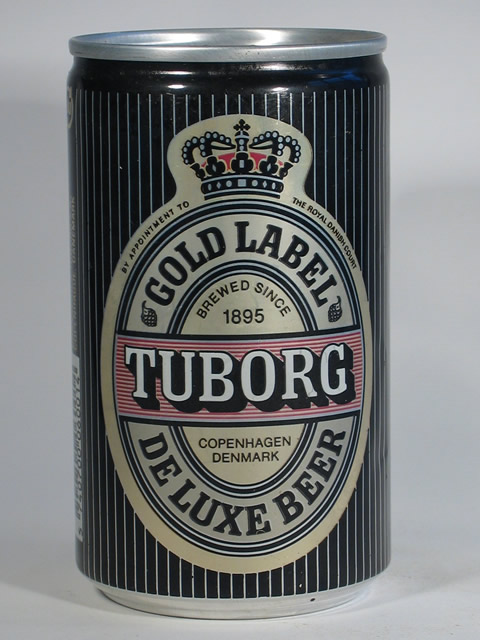 BY APPOINTMENT TO THE ROYAL DANISH COURT
GOLD LABEL
BREWED SINCE
1895
TUBORG
COPENHAGEN
DENMARK
DE LUXE BEER